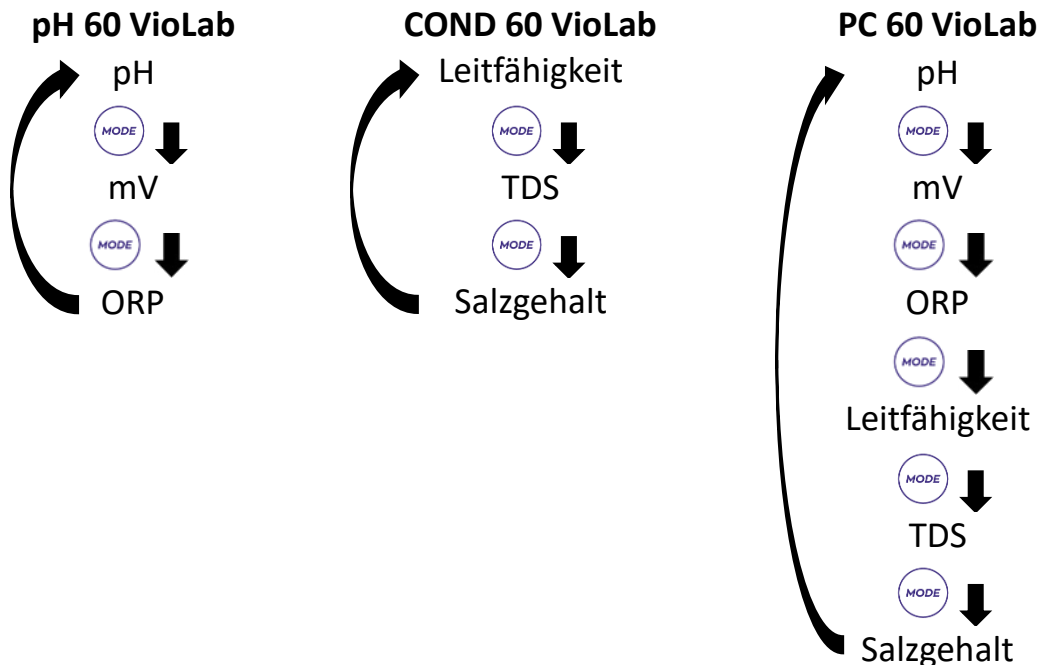 pH 60 VioLab
pH
MODE
mV
MODE
ORP
COND 60 VioLab
Leitfähigkeit
MODE
TDS
MODE
Salzgehalt
PC 60 VioLab
pH
MODE
mV
MODE
ORP
MODE
Leitfähigkeit
MODE
TDS
MODE
Salzgehalt